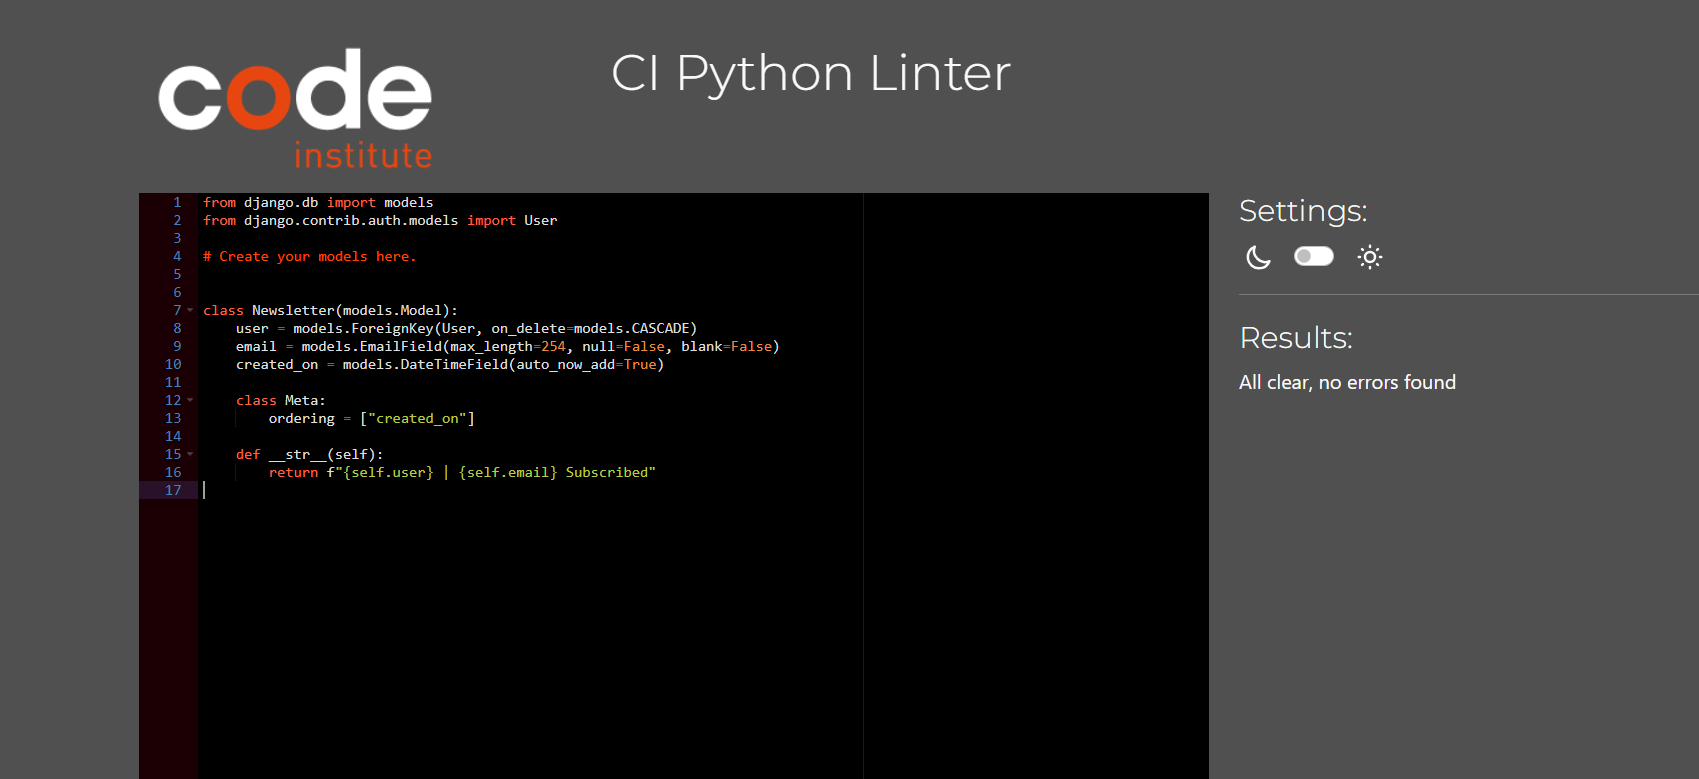 code
institute
CI Python Linter
1 from django.db import models
2 from django.contrib.auth.models import User
3
4 # Create your models here.
5
6
7 class Newsletter(models.Model):
8     user = models.ForeignKey(User, on_delete=models.CASCADE)
9     email = models.EmailField(max_length=254, null=False, blank=False)
10     created_on = models.DateTimeField(auto_now_add=True)
11
12     class Meta:
13         ordering = ["created_on"]
14
15     def __str__(self):
16         return f"{self.user} | {self.email} Subscribed"
17
Settings:
Results:
All clear, no errors found